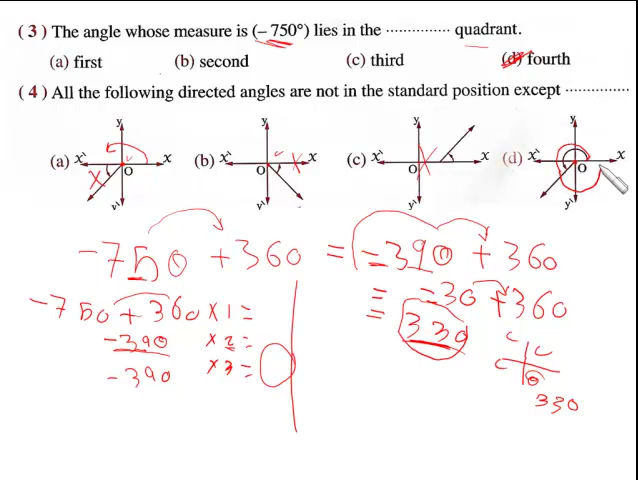 ( 3 ) The angle whose measure is (– 750°) lies in the ·············· quadrant.
(a) first (b) second (c) third (d) fourth
( 4 ) All the following directed angles are not in the standard position except ··············
(a) x' y x O y' (b) x' y x O y' (c) x' y x O (d) x' y x O y'
-750 + 360 = -390 + 360
= -30 + 360
-750 + 360 x 1 =
= 330
-390 x 2 =
-390 x 3 =
330